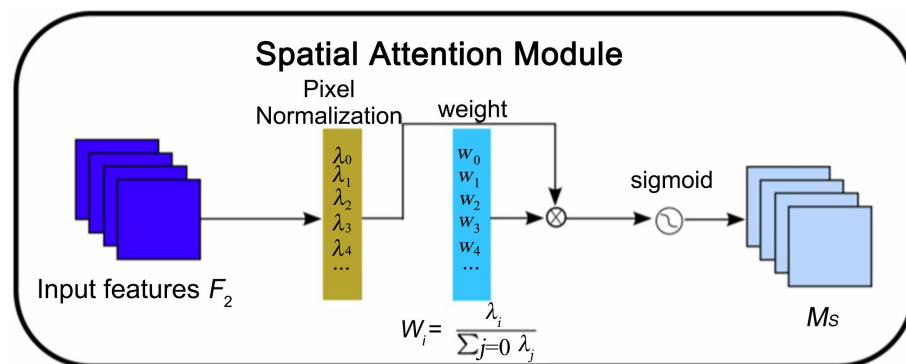 Spatial Attention Module
Pixel
Normalization
weight
λ0
λ1
λ2
λ3
λ4
...
w0
w1
w2
w3
w4
...
sigmoid
Input features F2
Wi= λi / ∑j=0 λj
Ms